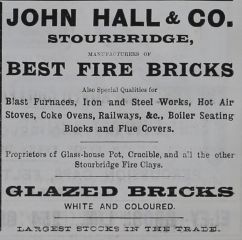 JOHN HALL & CO.
STOURBRIDGE,
MANUFACTURERS OF
BEST FIRE BRICKS
Also Special Qualities for
Blast Furnaces, Iron and Steel Works, Hot Air
Stoves, Coke Ovens, Railways, &c., Boiler Seating
Blocks and Flue Covers.
Proprietors of Glass-house Pot, Crucible, and all the other
Stourbridge Fire Clays.
GLAZED BRICKS
WHITE AND COLOURED.
LARGEST STOCKS IN THE TRADE.